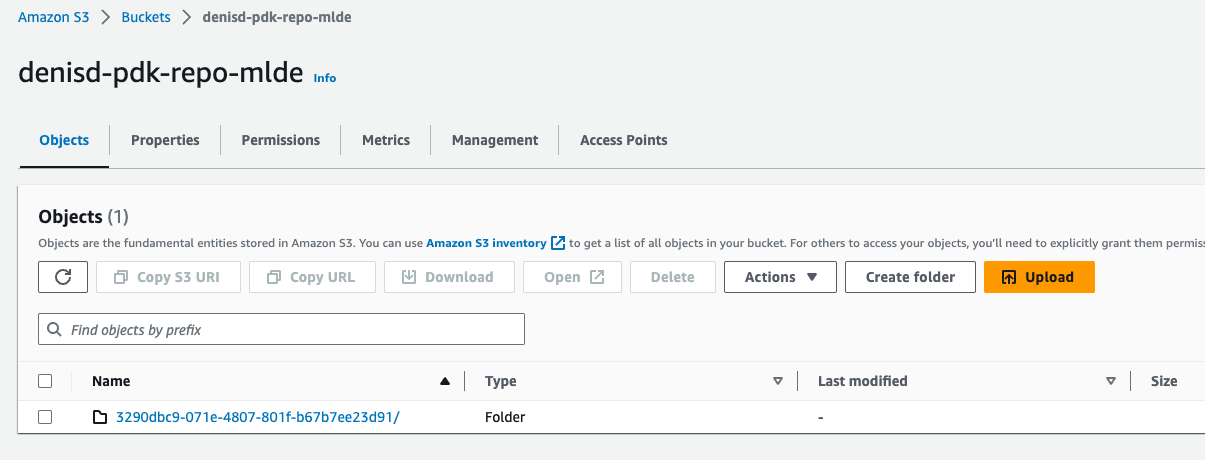 Amazon S3 > Buckets > denisd-pdk-repo-mlde
denisd-pdk-repo-mlde Info
Objects Properties Permissions Metrics Management Access Points
Objects (1)
Objects are the fundamental entities stored in Amazon S3. You can use Amazon S3 inventory to get a list of all objects in your bucket. For others to access your objects, you'll need to explicitly grant them permis
Copy S3 URI Copy URL Download Open Delete Actions Create folder Upload
Find objects by prefix
Name Type Last modified Size
3290dbc9-071e-4807-801f-b67b7ee23d91/ Folder -